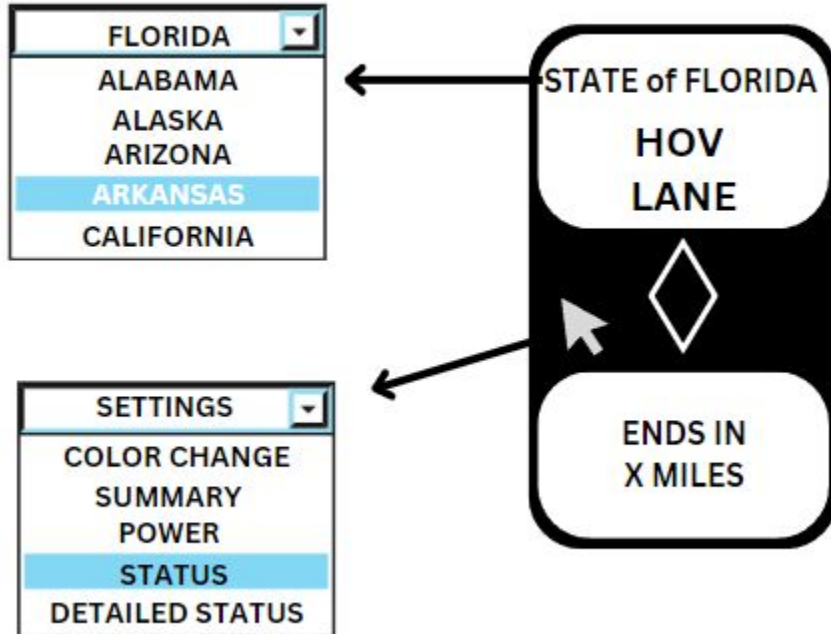 FLORIDA
ALABAMA
ALASKA
ARIZONA
ARKANSAS
CALIFORNIA
STATE of FLORIDA
HOV
LANE
ENDS IN
X MILES
SETTINGS
COLOR CHANGE
SUMMARY
POWER
STATUS
DETAILED STATUS